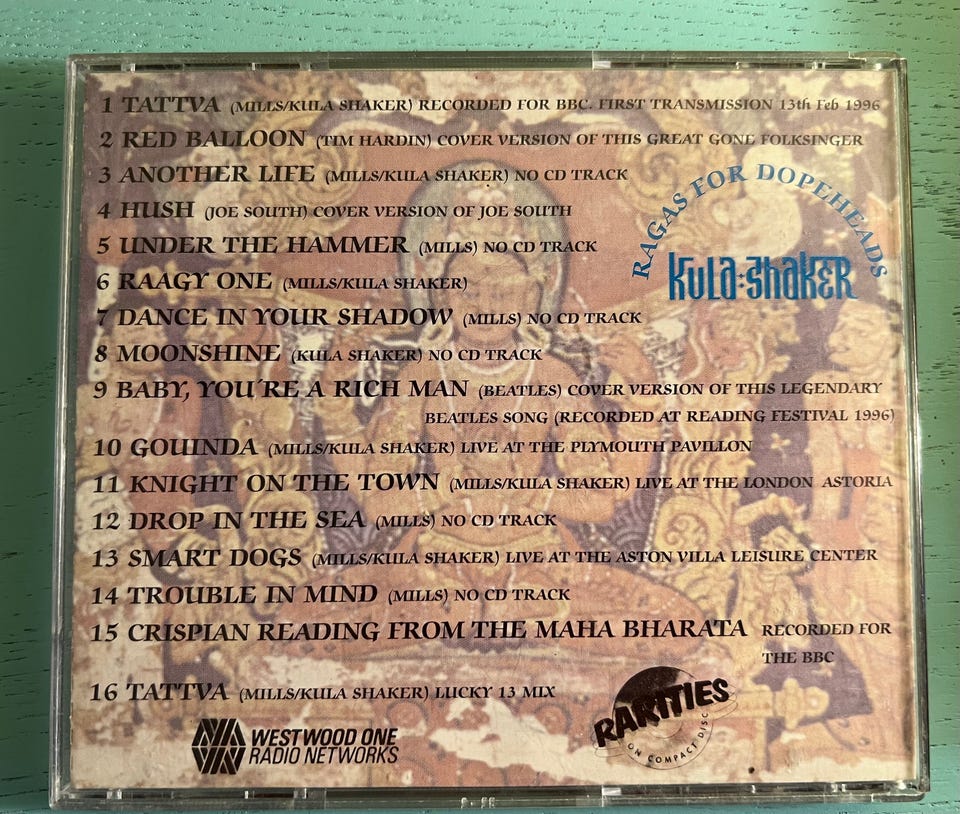 1 TATTVA (MILLS/KULA SHAKER) RECORDED FOR BBC. FIRST TRANSMISSION 13th Feb 1996
2 RED BALLOON (TIM HARDIN) COVER VERSION OF THIS GREAT GONE FOLKSINGER
3 ANOTHER LIFE (MILLS/KULA SHAKER) NO CD TRACK
4 HUSH (JOE SOUTH) COVER VERSION OF JOE SOUTH
5 UNDER THE HAMMER (MILLS) NO CD TRACK
6 RAAGY ONE (MILLS/KULA SHAKER)
7 DANCE IN YOUR SHADOW (MILLS) NO CD TRACK
8 MOONSHINE (KULA SHAKER) NO CD TRACK
9 BABY, YOU´RE A RICH MAN (BEATLES) COVER VERSION OF THIS LEGENDARY
BEATLES SONG (RECORDED AT READING FESTIVAL 1996)
10 GOUINDA (MILLS/KULA SHAKER) LIVE AT THE PLYMOUTH PAVILLON
11 KNIGHT ON THE TOWN (MILLS/KULA SHAKER) LIVE AT THE LONDON ASTORIA
12 DROP IN THE SEA (MILLS) NO CD TRACK
13 SMART DOGS (MILLS/KULA SHAKER) LIVE AT THE ASTON VILLA LEISURE CENTER
14 TROUBLE IN MIND (MILLS) NO CD TRACK
15 CRISPIAN READING FROM THE MAHA BHARATA RECORDED FOR
THE BBC
16 TATTVA (MILLS/KULA SHAKER) LUCKY 13 MIX
RAGAS FOR DOPEHEADS
KULA:SHAKER
WESTWOOD ONE
RADIO NETWORKS
RARITIES
ON COMPACT DISC